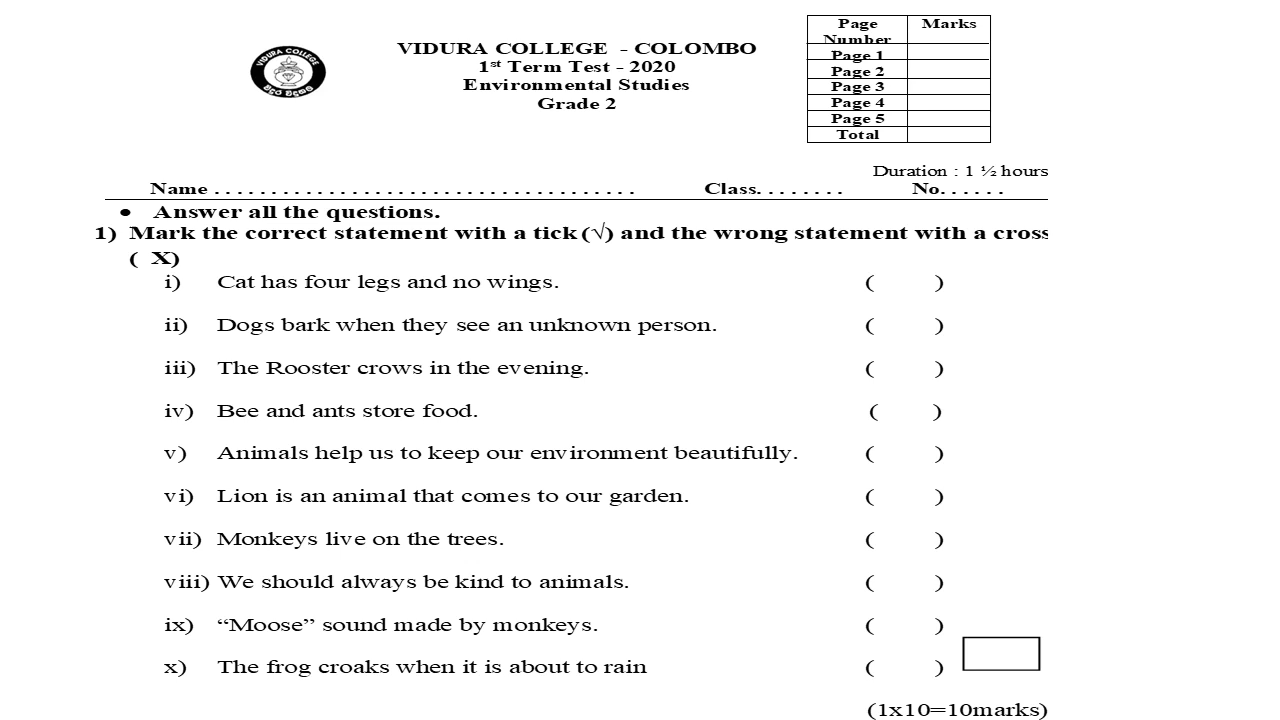 Page Number Marks
Page 1
Page 2
Page 3
Page 4
Page 5
Total
VIDURA COLLEGE
විදුර විදුහල
VIDURA COLLEGE - COLOMBO
1st Term Test - 2020
Environmental Studies
Grade 2
Duration : 1 ½ hours
Name . . . . . . . . . . . . . . . . . . . . . . . . . . . . . . . . . . . . . Class. . . . . . . . No. . . . . .
• Answer all the questions.
1) Mark the correct statement with a tick (√) and the wrong statement with a cross
( X)
i) Cat has four legs and no wings. ( )
ii) Dogs bark when they see an unknown person. ( )
iii) The Rooster crows in the evening. ( )
iv) Bee and ants store food. ( )
v) Animals help us to keep our environment beautifully. ( )
vi) Lion is an animal that comes to our garden. ( )
vii) Monkeys live on the trees. ( )
viii) We should always be kind to animals. ( )
ix) “Moose” sound made by monkeys. ( )
x) The frog croaks when it is about to rain ( )
(1x10=10marks)